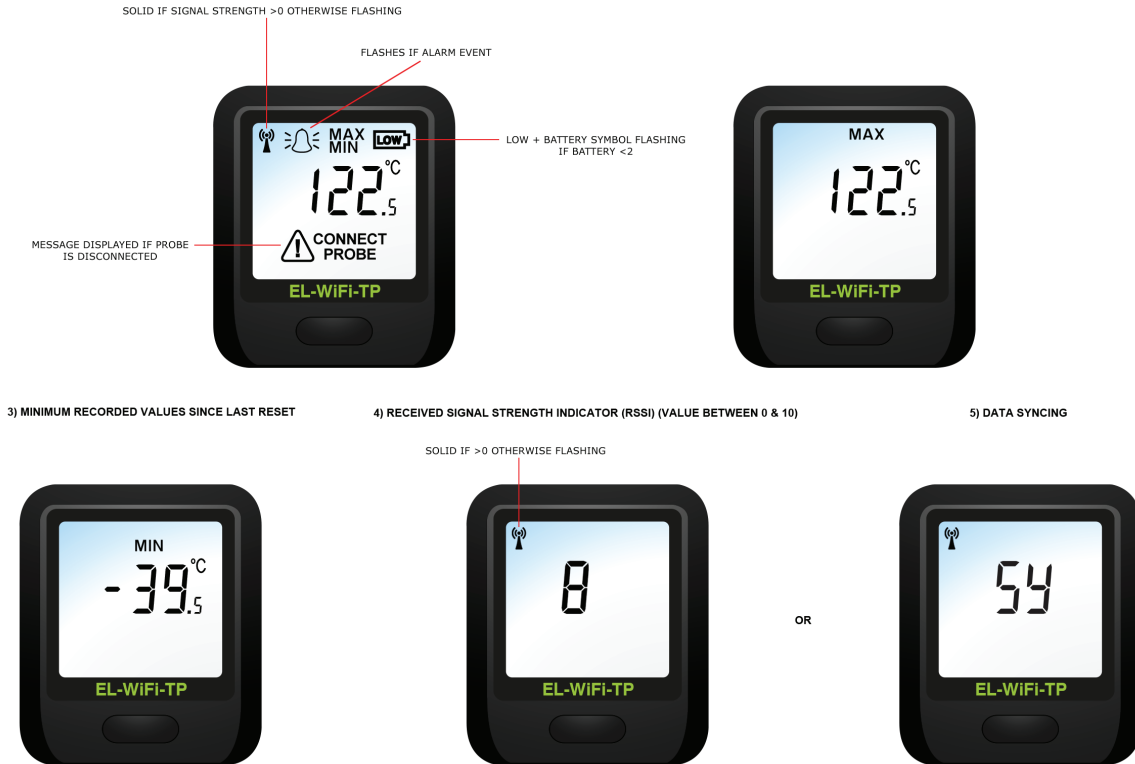 SOLID IF SIGNAL STRENGTH >0 OTHERWISE FLASHING
FLASHES IF ALARM EVENT
MAX
MIN
LOW
LOW + BATTERY SYMBOL FLASHING
IF BATTERY <2
122.5 °C
MESSAGE DISPLAYED IF PROBE
IS DISCONNECTED
CONNECT
PROBE
EL-WiFi-TP
MAX
122.5 °C
EL-WiFi-TP
3) MINIMUM RECORDED VALUES SINCE LAST RESET
4) RECEIVED SIGNAL STRENGTH INDICATOR (RSSI) (VALUE BETWEEN 0 & 10)
5) DATA SYNCING
SOLID IF >0 OTHERWISE FLASHING
MIN
-39.5 °C
EL-WiFi-TP
8
EL-WiFi-TP
OR
SY
EL-WiFi-TP